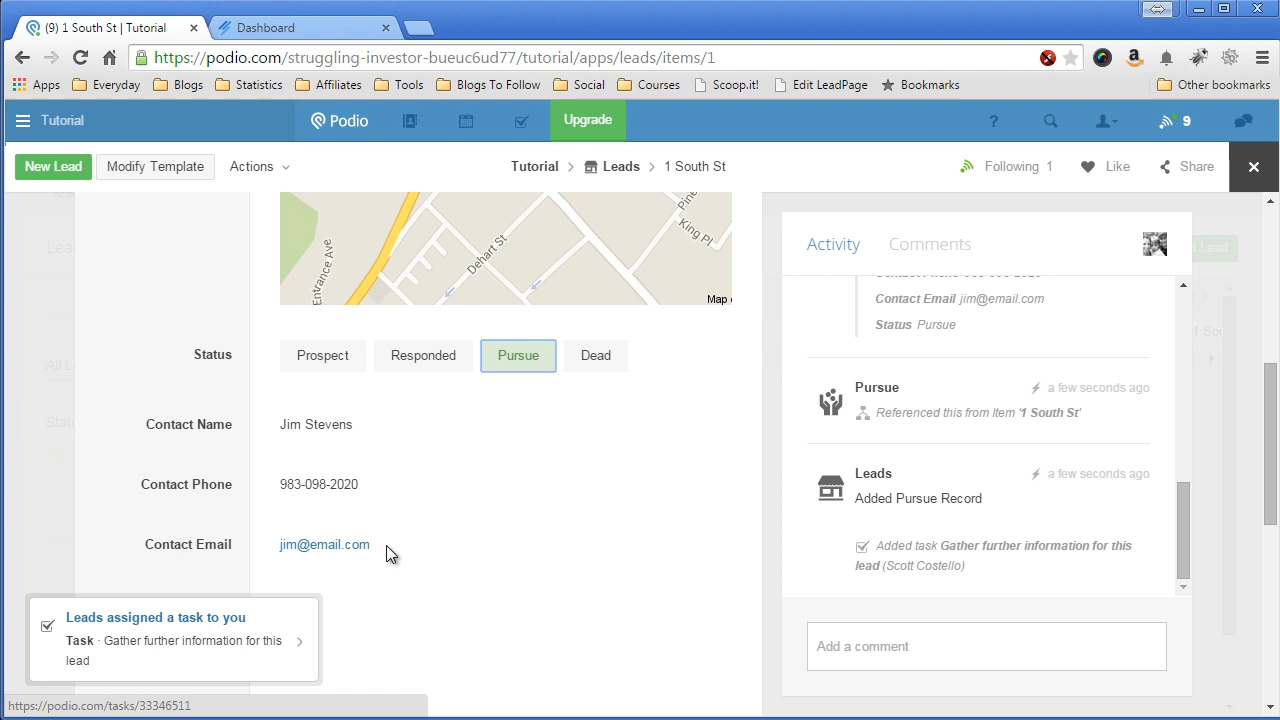 (9) 1 South St | Tutorial
Dashboard
https://podio.com/struggling-investor-bueuc6ud77/tutorial/apps/leads/items/1
Apps Everyday Blogs Statistics Affiliates Tools Blogs To Follow Social Courses Scoop.it! Edit LeadPage Bookmarks Other bookmarks
Tutorial Podio Upgrade ? 9
New Lead Modify Template Actions Tutorial > Leads > 1 South St Following 1 Like Share
Entrance Ave
Dehart St
King Pl
Map
Status Prospect Responded Pursue Dead
Contact Name Jim Stevens
Contact Phone 983-098-2020
Contact Email jim@email.com
Leads assigned a task to you
Task · Gather further information for this
lead
https://podio.com/tasks/33346511
Activity Comments
Contact Email jim@email.com
Status Pursue
Pursue a few seconds ago
Referenced this from Item '1 South St'
Leads a few seconds ago
Added Pursue Record
Added task Gather further information for this
lead (Scott Costello)
Add a comment